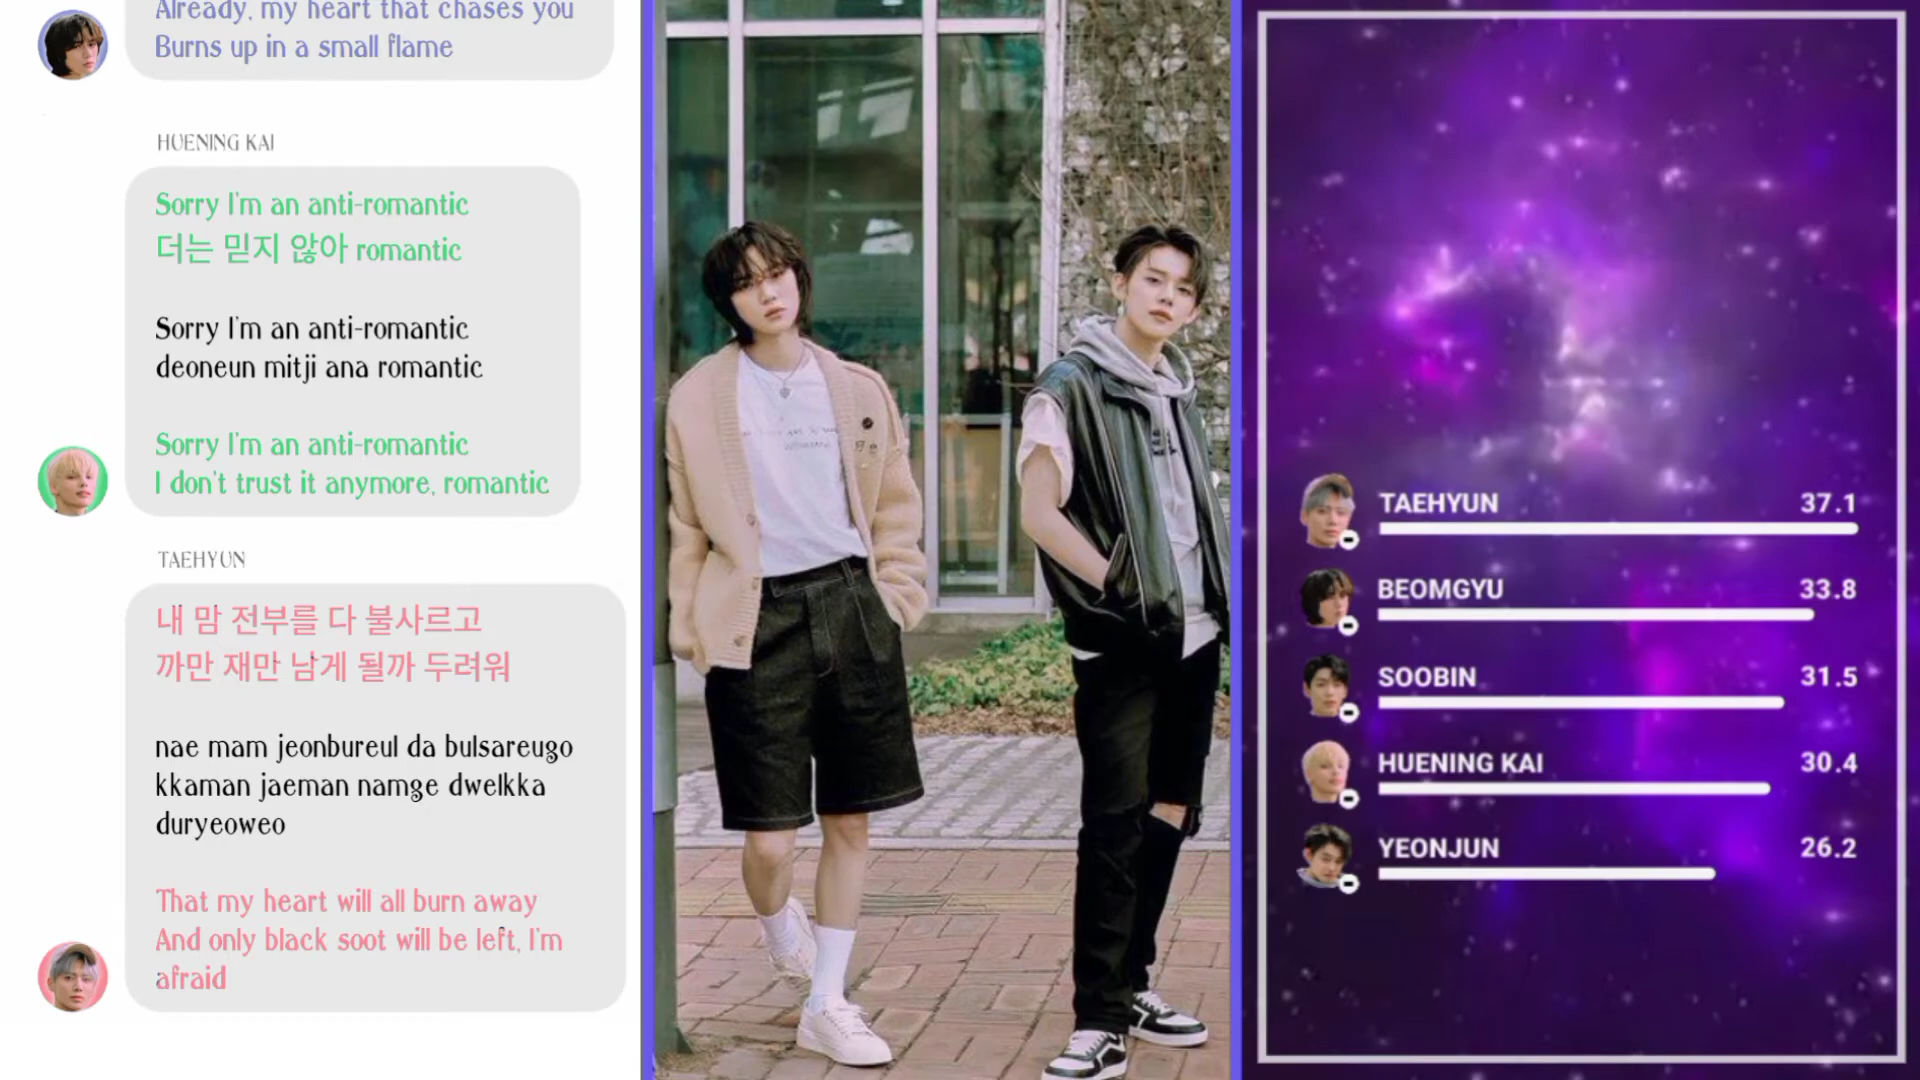 Already, my heart that chases you
Burns up in a small flame
HUENING KAI
Sorry I'm an anti-romantic
더는 믿지 않아 romantic
Sorry I'm an anti-romantic
deoneun mitji ana romantic
Sorry I'm an anti-romantic
I don't trust it anymore, romantic
TAEHYUN
내 맘 전부를 다 불사르고
까만 재만 남게 될까 두려워
nae mam jeonbureul da bulsareugo
kkaman jaeman namge dwelkka
duryeoweo
That my heart will all burn away
And only black soot will be left, I'm
afraid
TAEHYUN 37.1
BEOMGYU 33.8
SOOBIN 31.5
HUENING KAI 30.4
YEONJUN 26.2